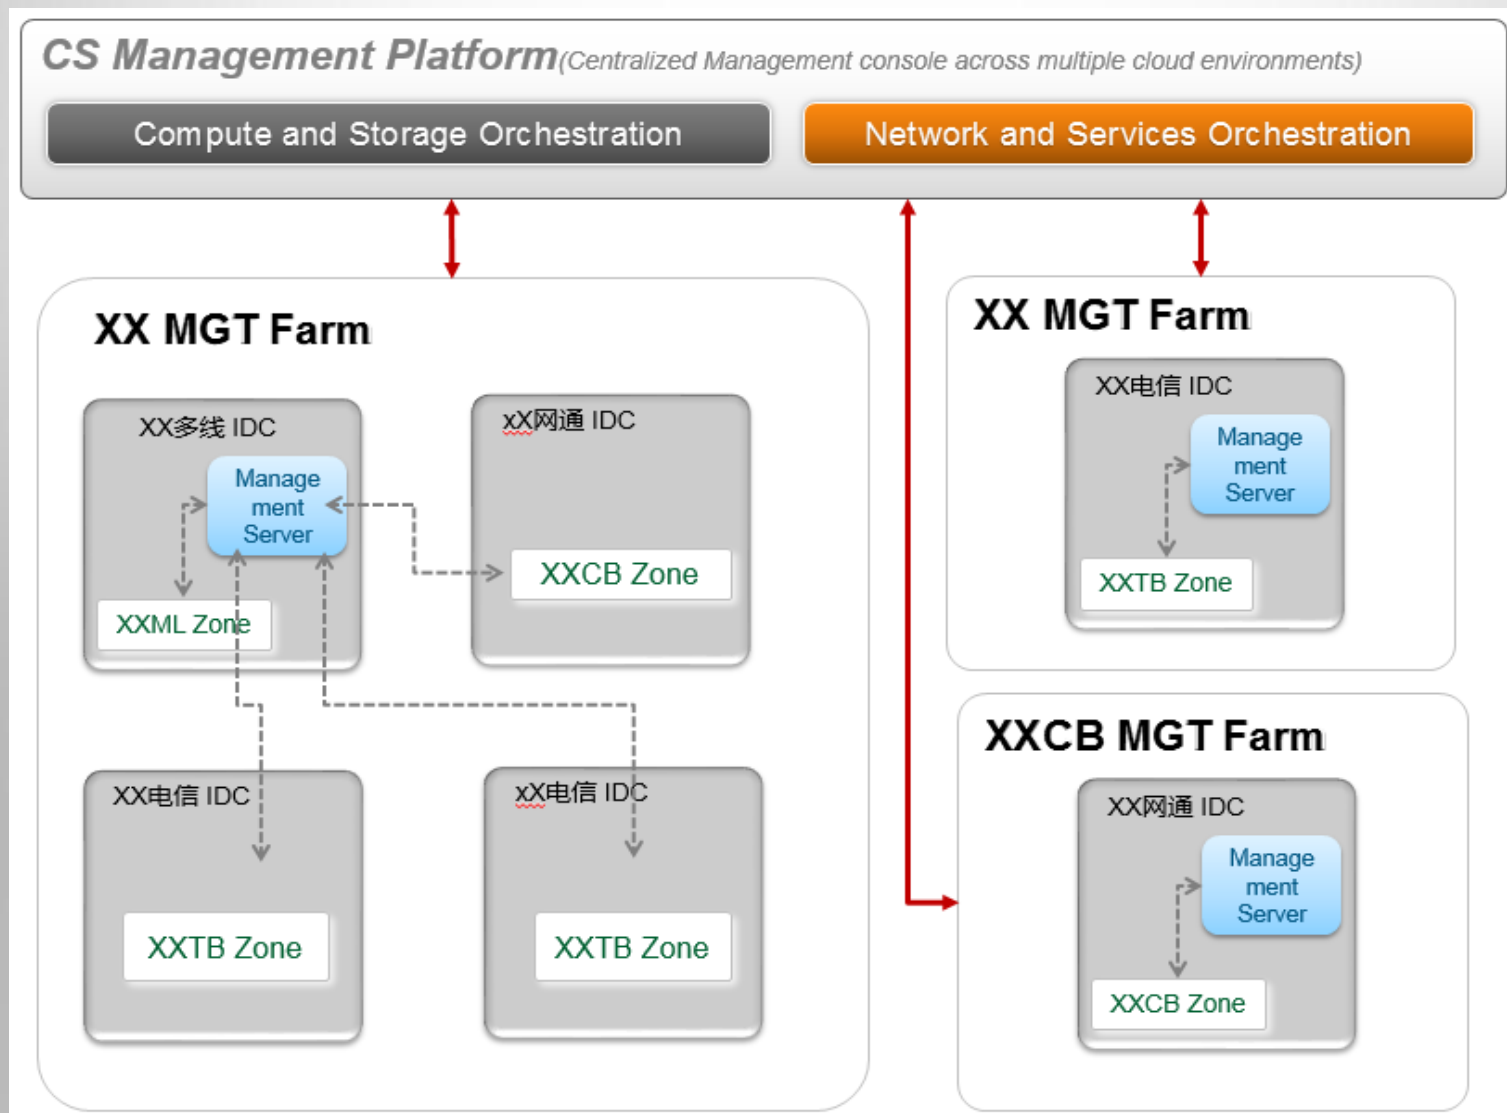 CS Management Platform(Centralized Management console across multiple cloud environments)
Compute and Storage Orchestration
Network and Services Orchestration
XX MGT Farm
XX多线 IDC
Manage
ment
Server
XXML Zone
xX网通 IDC
XXCB Zone
XX电信 IDC
XXTB Zone
xX电信 IDC
XXTB Zone
XX MGT Farm
XX电信 IDC
Manage
ment
Server
XXTB Zone
XXCB MGT Farm
XX网通 IDC
Manage
ment
Server
XXCB Zone